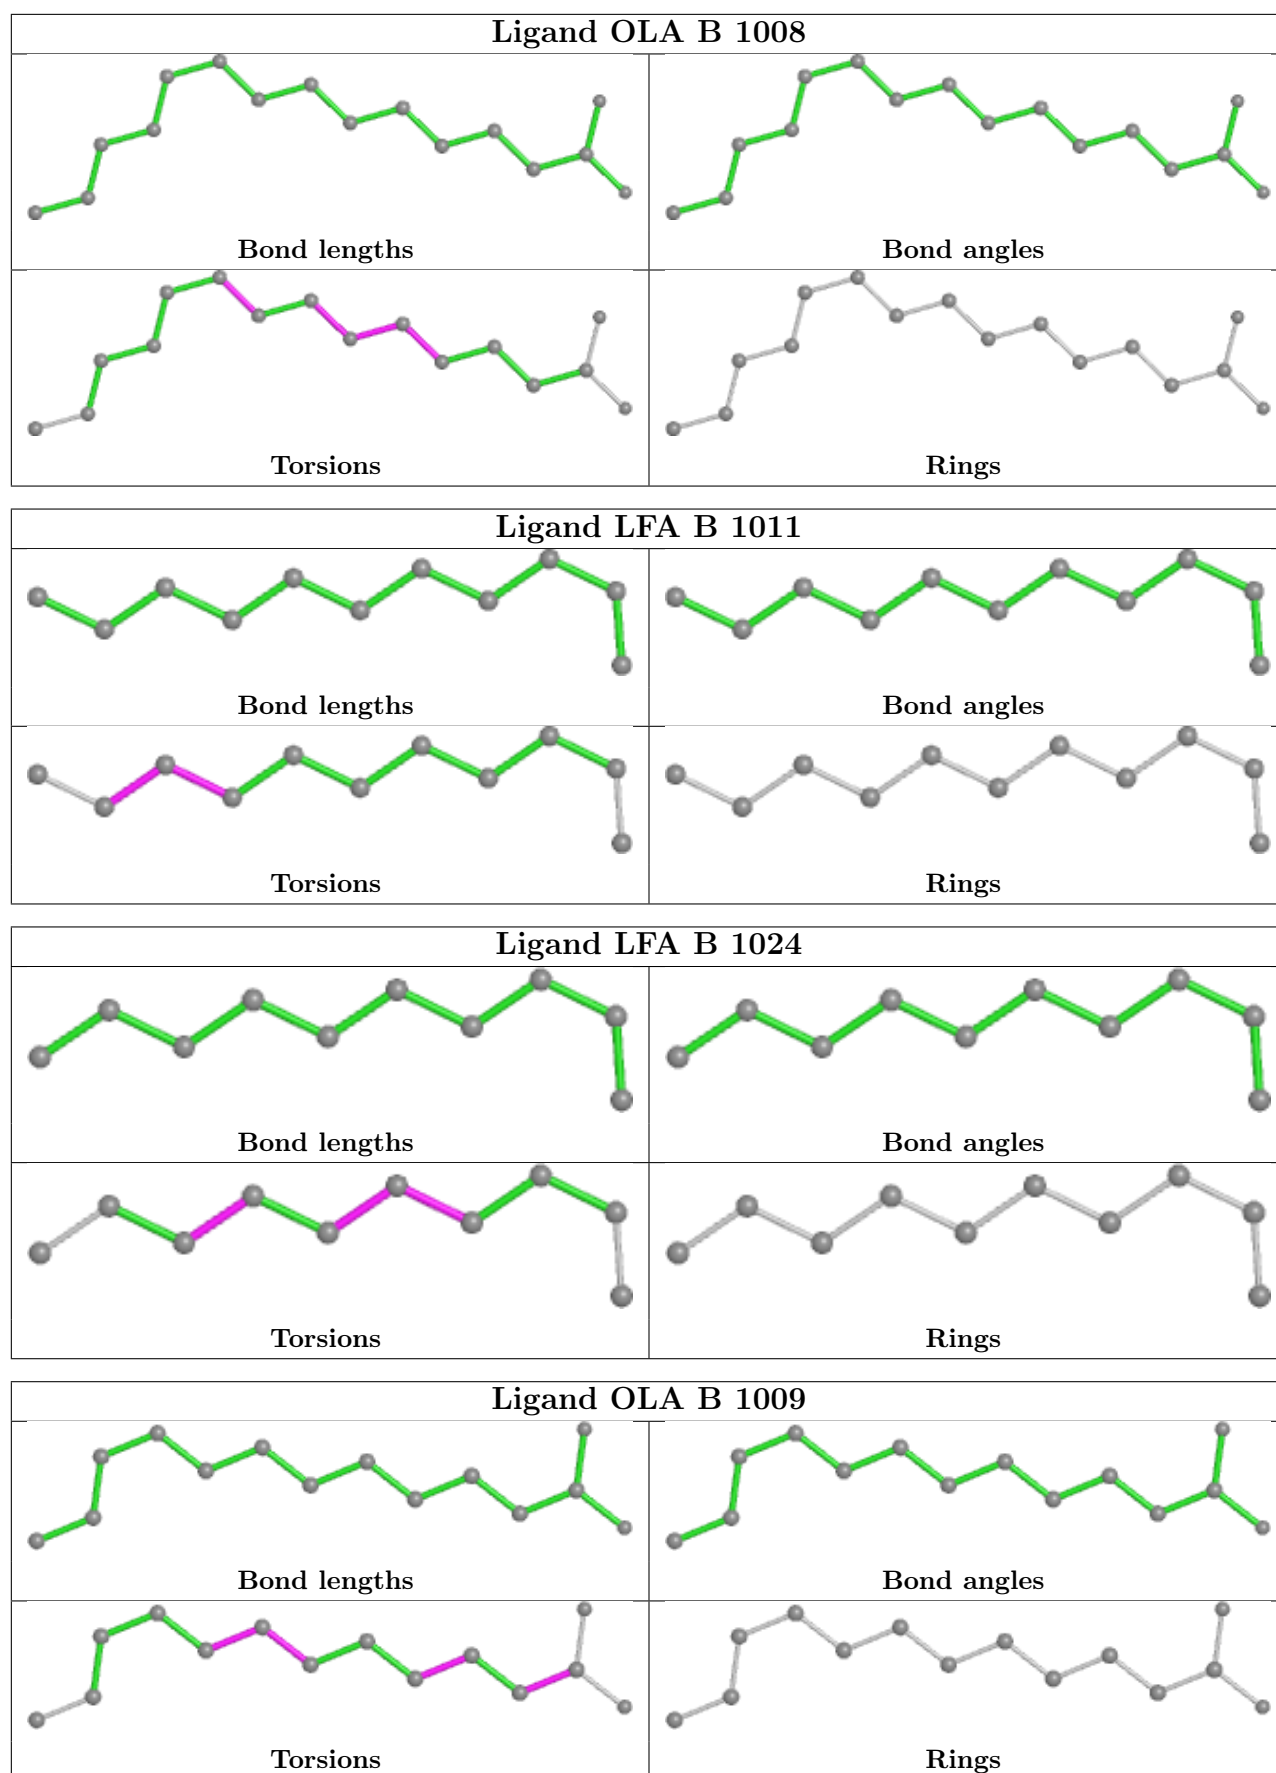 Ligand OLA B 1008
Bond lengths
Bond angles
Torsions
Rings
Ligand LFA B 1011
Bond lengths
Bond angles
Torsions
Rings
Ligand LFA B 1024
Bond lengths
Bond angles
Torsions
Rings
Ligand OLA B 1009
Bond lengths
Bond angles
Torsions
Rings